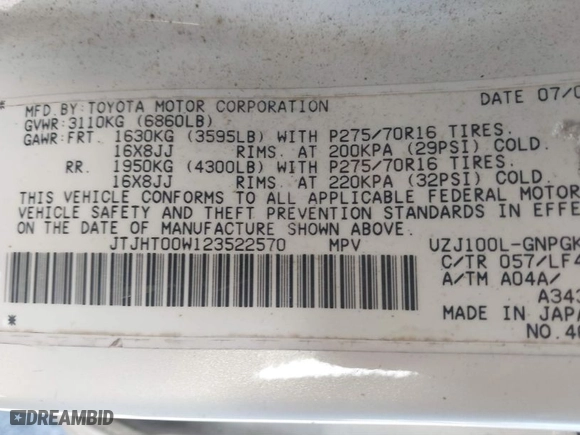 MFD.BY:TOYOTA MOTOR CORPORATION DATE 07/0
GVWR:3110KG (6860LB)
GAWR:FRT. 1630KG (3595LB) WITH P275/70R16 TIRES.
16X8JJ RIMS. AT 200KPA (29PSI) COLD.
RR. 1950KG (4300LB) WITH P275/70R16 TIRES.
16X8JJ RIMS. AT 220KPA (32PSI) COLD.
THIS VEHICLE CONFORMS TO ALL APPLICABLE FEDERAL MOTOR
VEHICLE SAFETY AND THEFT PREVENTION STANDARDS IN EFFE
ON THE DATE OF MANUFACTURE SHOWN ABOVE.
JTJHT00W123522570 MPV UZJ100L-GNPGK
C/TR 057/LF4
A/TM A04A/
A343
MADE IN JAPA
NO.40
DREAMBID